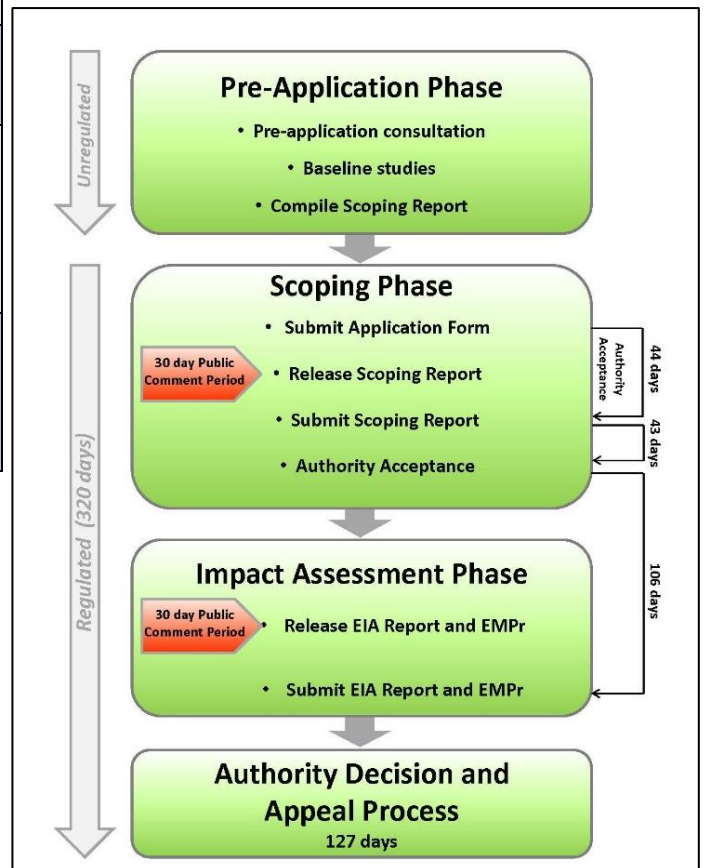 Unregulated
Pre-Application Phase
• Pre-application consultation
• Baseline studies
• Compile Scoping Report
Regulated (320 days)
Scoping Phase
• Submit Application Form
30 day Public
Comment Period
• Release Scoping Report
• Submit Scoping Report
• Authority Acceptance
Authority
Acceptance
44 days
43 days
106 days
Impact Assessment Phase
30 day Public
Comment Period
• Release EIA Report and EMPr
• Submit EIA Report and EMPr
Authority Decision and
Appeal Process
127 days